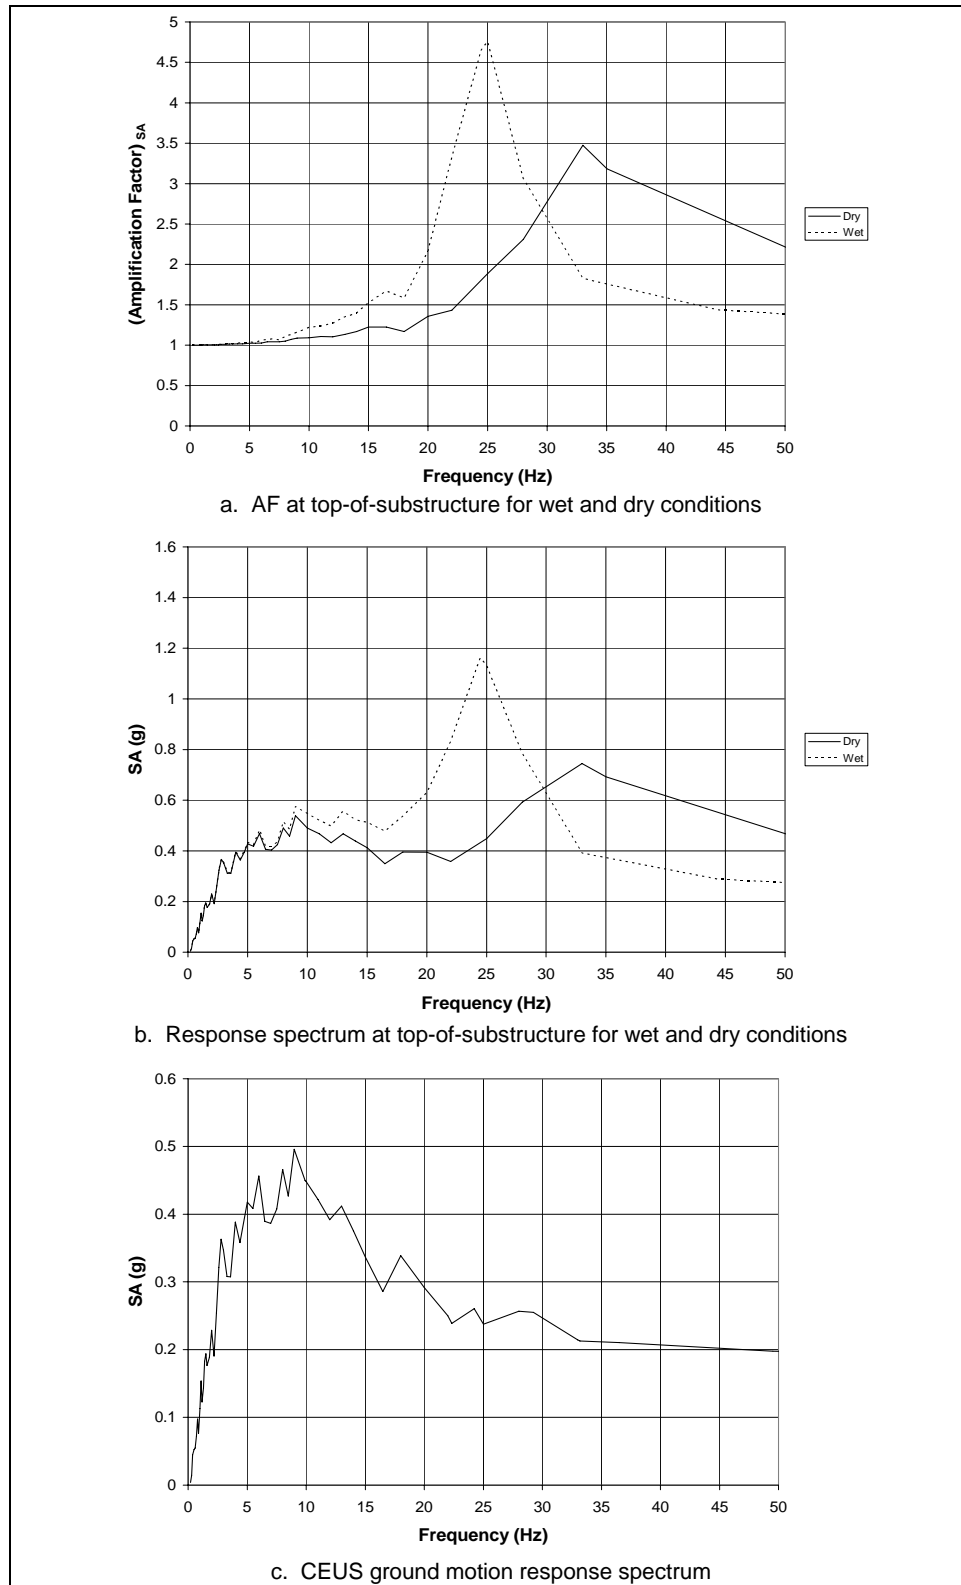 5
4.5
4
3.5
3
2.5
2
1.5
1
0.5
0
(Amplification Factor) SA
0 5 10 15 20 25 30 35 40 45 50
Frequency (Hz)
Dry
Wet
a. AF at top-of-substructure for wet and dry conditions
1.6
1.4
1.2
1
0.8
0.6
0.4
0.2
0
SA (g)
0 5 10 15 20 25 30 35 40 45 50
Frequency (Hz)
Dry
Wet
b. Response spectrum at top-of-substructure for wet and dry conditions
0.6
0.5
0.4
0.3
0.2
0.1
0
SA (g)
0 5 10 15 20 25 30 35 40 45 50
Frequency (Hz)
c. CEUS ground motion response spectrum